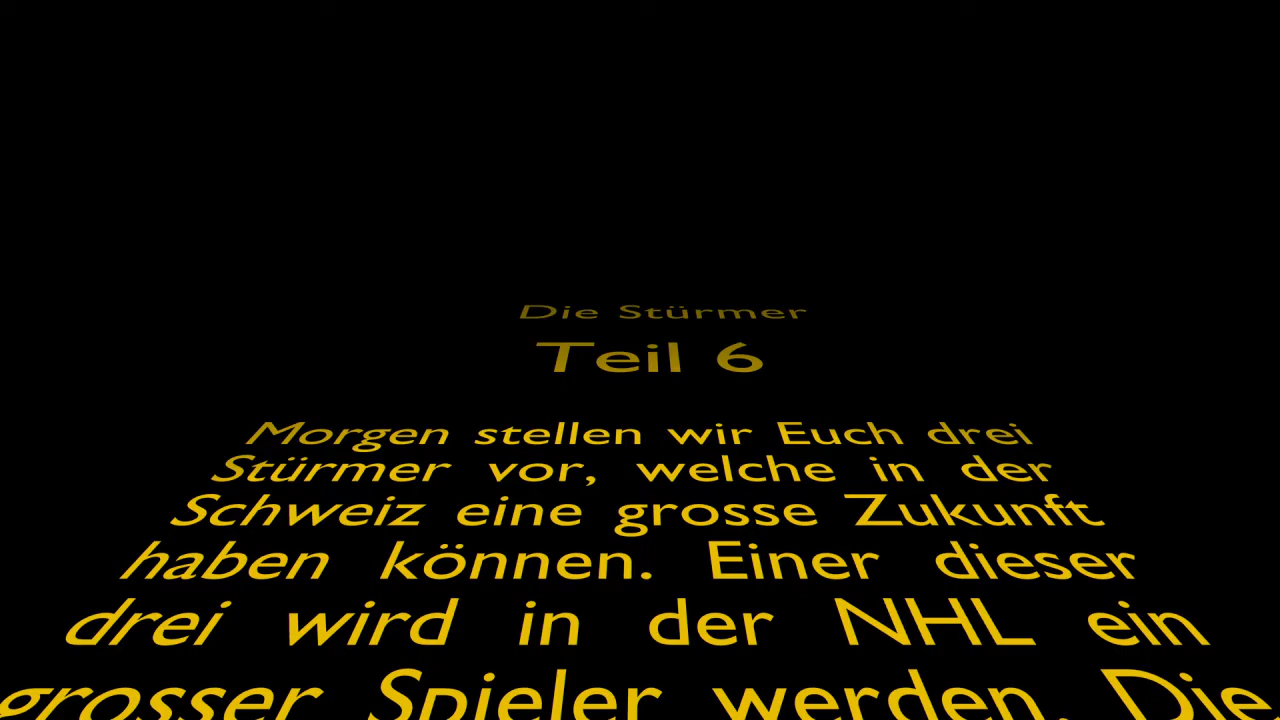 Die Stürmer
Teil 6
Morgen stellen wir Euch drei
Stürmer vor, welche in der
Schweiz eine grosse Zukunft
haben können. Einer dieser
drei wird in der NHL ein
grosser Spieler werden. Die